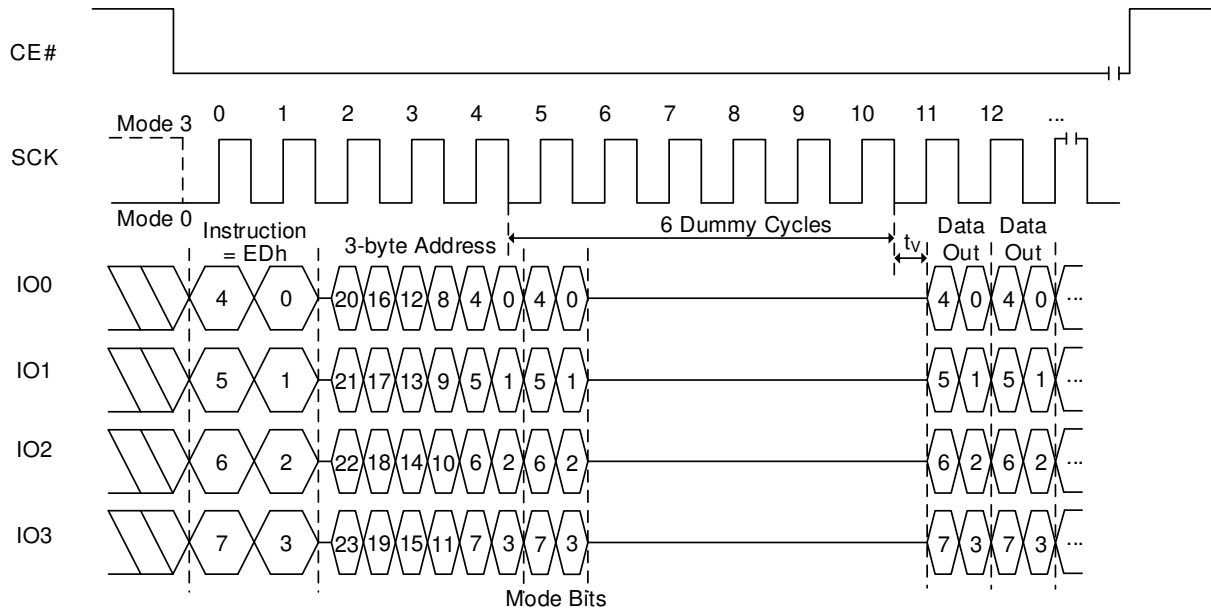 CE#
0 1 2 3 4 5 6 7 8 9 10 11 12 ...
Mode 3
SCK
Mode 0
Instruction
= EDh
3-byte Address
6 Dummy Cycles
tV
Data
Out
Data
Out
IO0 4 0 20 16 12 8 4 0 4 0 4 0 4 0 ...
IO1 5 1 21 17 13 9 5 1 5 1 5 1 5 1 ...
IO2 6 2 22 18 14 10 6 2 6 2 6 2 6 2 ...
IO3 7 3 23 19 15 11 7 3 7 3 7 3 7 3 ...
Mode Bits